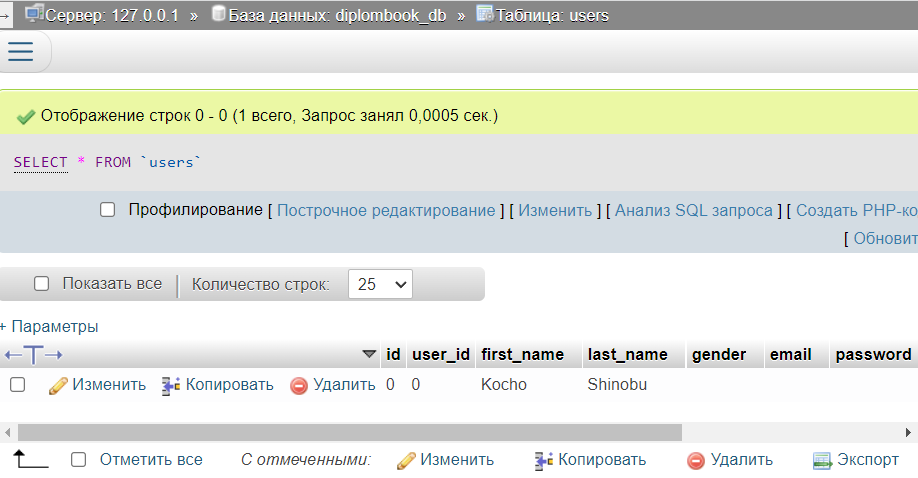 Сервер: 127.0.0.1 » База данных: diplombook_db » Таблица: users
Отображение строк 0 - 0 (1 всего, Запрос занял 0,0005 сек.)
SELECT * FROM `users`
Профилирование [ Построчное редактирование ] [ Изменить ] [ Анализ SQL запроса ] [ Создать PHP-ко
[ Обновит
Показать все | Количество строк: 25
+ Параметры
←T→ id user_id first_name last_name gender email password
Изменить Копировать Удалить 0 0 Kocho Shinobu
Отметить все С отмеченными: Изменить Копировать Удалить Экспорт